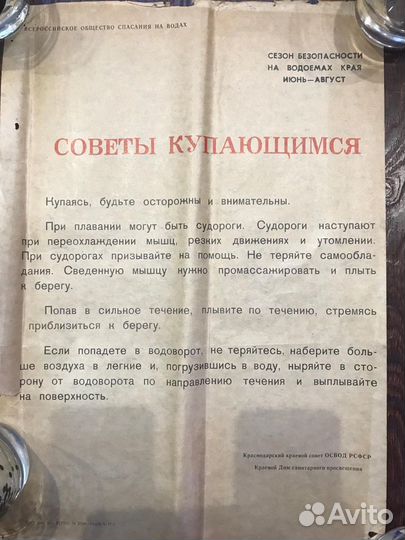 ВСЕРОССИЙСКОЕ ОБЩЕСТВО СПАСАНИЯ НА ВОДАХ
СЕЗОН БЕЗОПАСНОСТИ
НА ВОДОЕМАХ КРАЯ
ИЮНЬ—АВГУСТ
СОВЕТЫ КУПАЮЩИМСЯ
Купаясь, будьте осторожны и внимательны.
При плавании могут быть судороги. Судороги наступают
при переохлаждении мышц, резких движениях и утомлении.
При судорогах призывайте на помощь. Не теряйте самообла-
дания. Сведенную мышцу нужно промассажировать и плыть
к берегу.
Попав в сильное течение, плывите по течению, стремясь
приблизиться к берегу.
Если попадете в водоворот, не теряйтесь, наберите боль-
ше воздуха в легкие и, погрузившись в воду, ныряйте в сто-
рону от водоворота по направлению течения и выплывайте
на поверхность.
Краснодарский краевой совет ОСВОД РСФСР
Краевой Дом санитарного просвещения
Avito